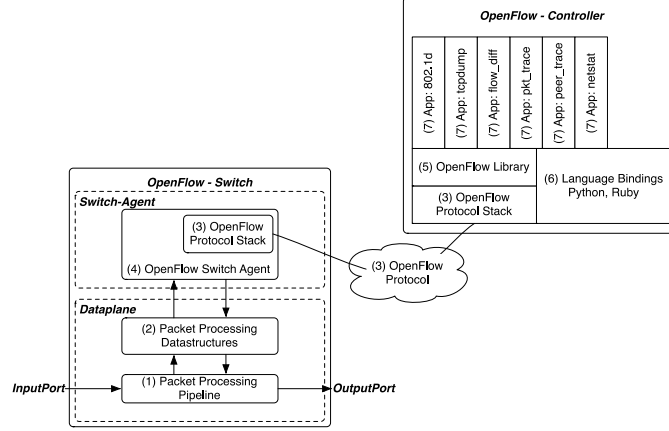 OpenFlow - Controller
(7) App: 802.1d
(7) App: tcpdump
(7) App: flow_diff
(7) App: pkt_trace
(7) App: peer_trace
(7) App: netstat
(5) OpenFlow Library
(6) Language Bindings
Python, Ruby
(3) OpenFlow
Protocol Stack
OpenFlow - Switch
Switch-Agent
(3) OpenFlow
Protocol Stack
(4) OpenFlow Switch Agent
(3) OpenFlow
Protocol
Dataplane
(2) Packet Processing
Datastructures
InputPort
(1) Packet Processing
Pipeline
OutputPort